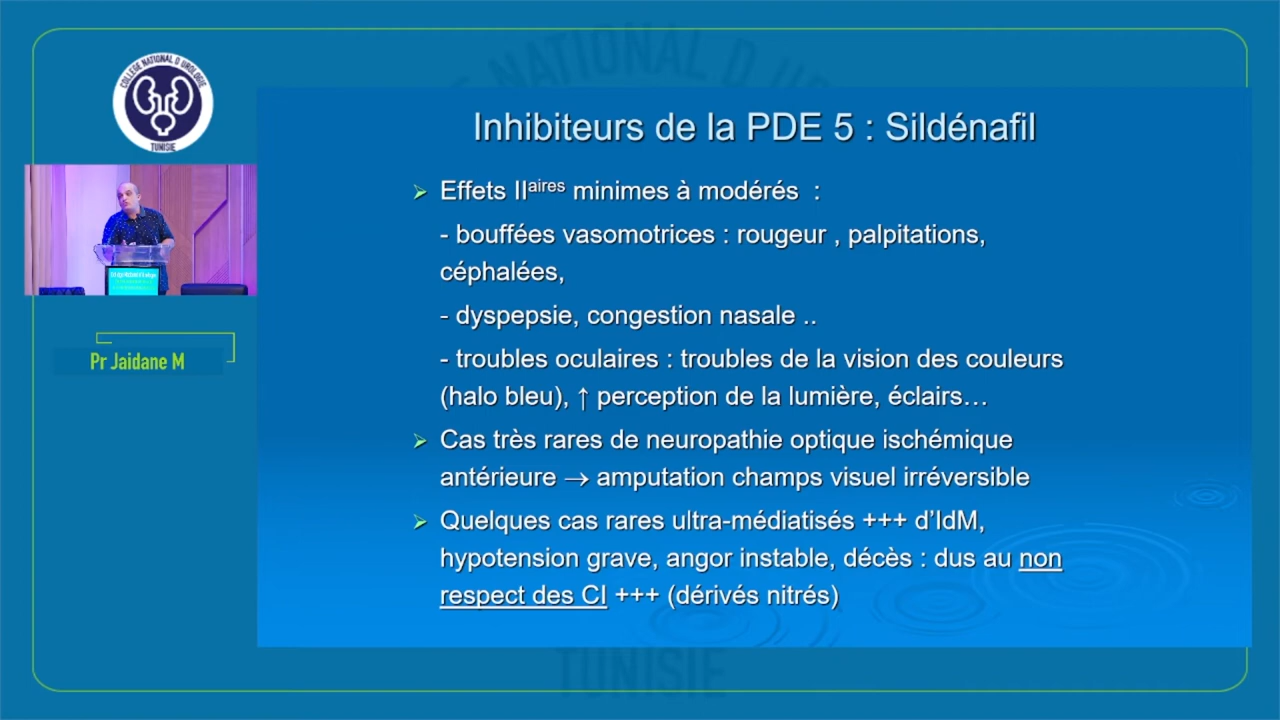 COLLÈGE NATIONAL D UROLOGIE
TUNISIE
Pr Jaidane M
Inhibiteurs de la PDE 5 : Sildénafil
Effets IIaires minimes à modérés :
- bouffées vasomotrices : rougeur , palpitations,
céphalées,
- dyspepsie, congestion nasale ..
- troubles oculaires : troubles de la vision des couleurs
(halo bleu), ↑ perception de la lumière, éclairs…
Cas très rares de neuropathie optique ischémique
antérieure → amputation champs visuel irréversible
Quelques cas rares ultra-médiatisés +++ d’IdM,
hypotension grave, angor instable, décès : dus au non
respect des CI +++ (dérivés nitrés)
NATIONAL D
TUNISIE